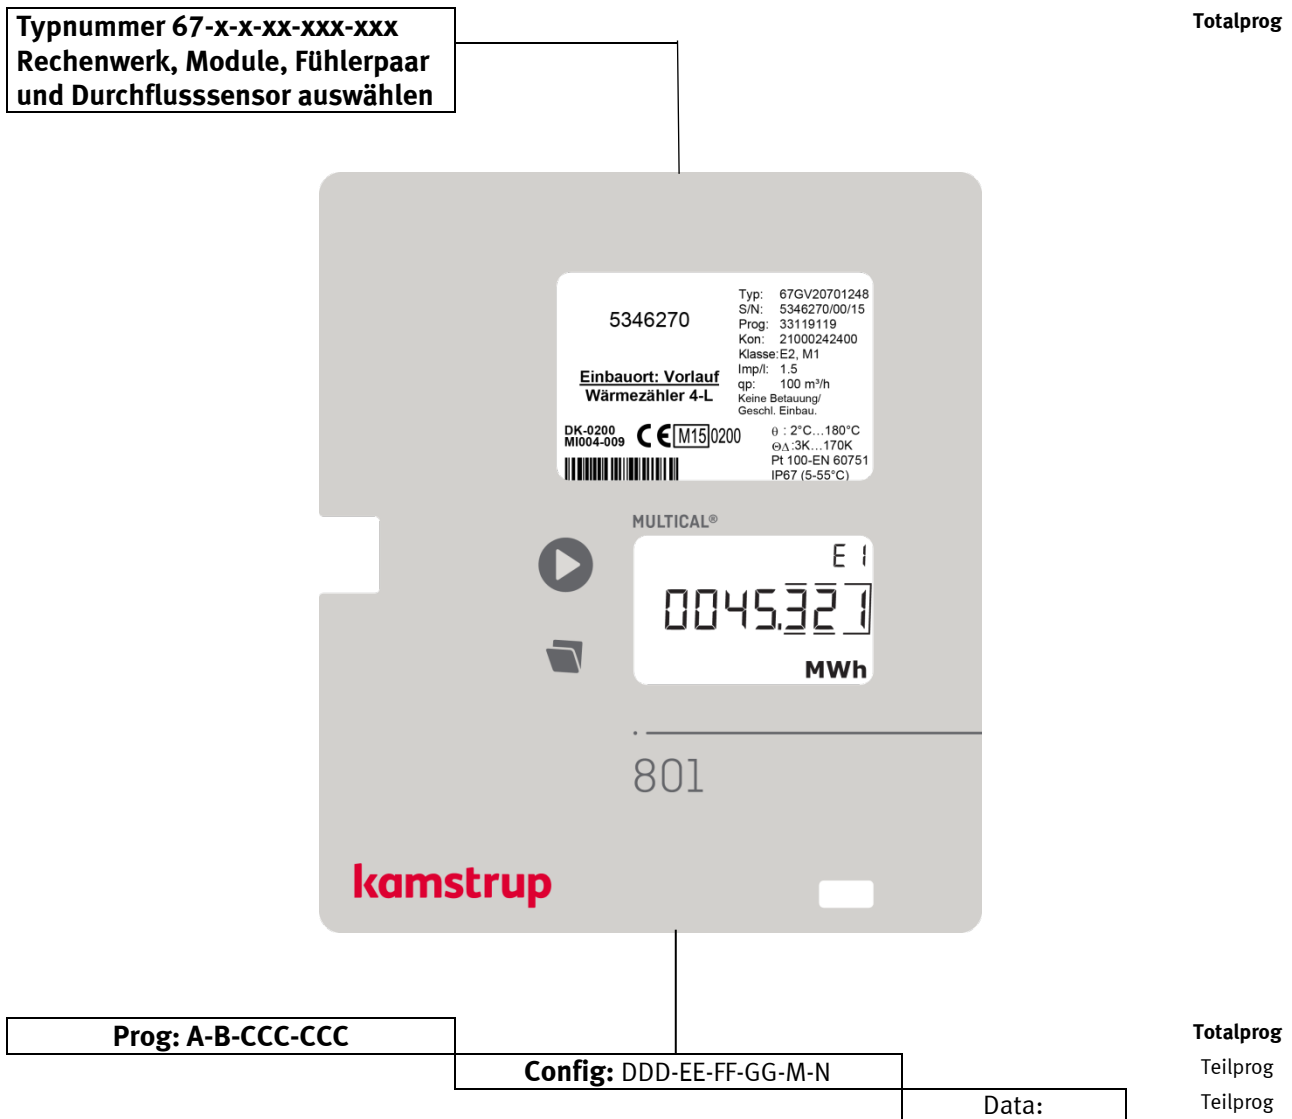 Typnummer 67-x-x-xx-xxx-xxx
Rechenwerk, Module, Fühlerpaar
und Durchflusssensor auswählen
Totalprog
5346270
Einbauort: Vorlauf
Wärmezähler 4-L
Typ: 67GV20701248
S/N: 5346270/00/15
Prog: 33119119
Kon: 21000242400
Klasse: E2, M1
Imp/l: 1.5
qp: 100 m³/h
Keine Betauung/
Geschl. Einbau.
DK-0200
MI004-009
CE M15 0200
θ : 2°C...180°C
ΘΔ :3K...170K
Pt 100-EN 60751
IP67 (5-55°C)
MULTICAL®
E 1
0045.321
MWh
801
kamstrup
Prog: A-B-CCC-CCC
Totalprog
Config: DDD-EE-FF-GG-M-N
Teilprog
Data:
Teilprog